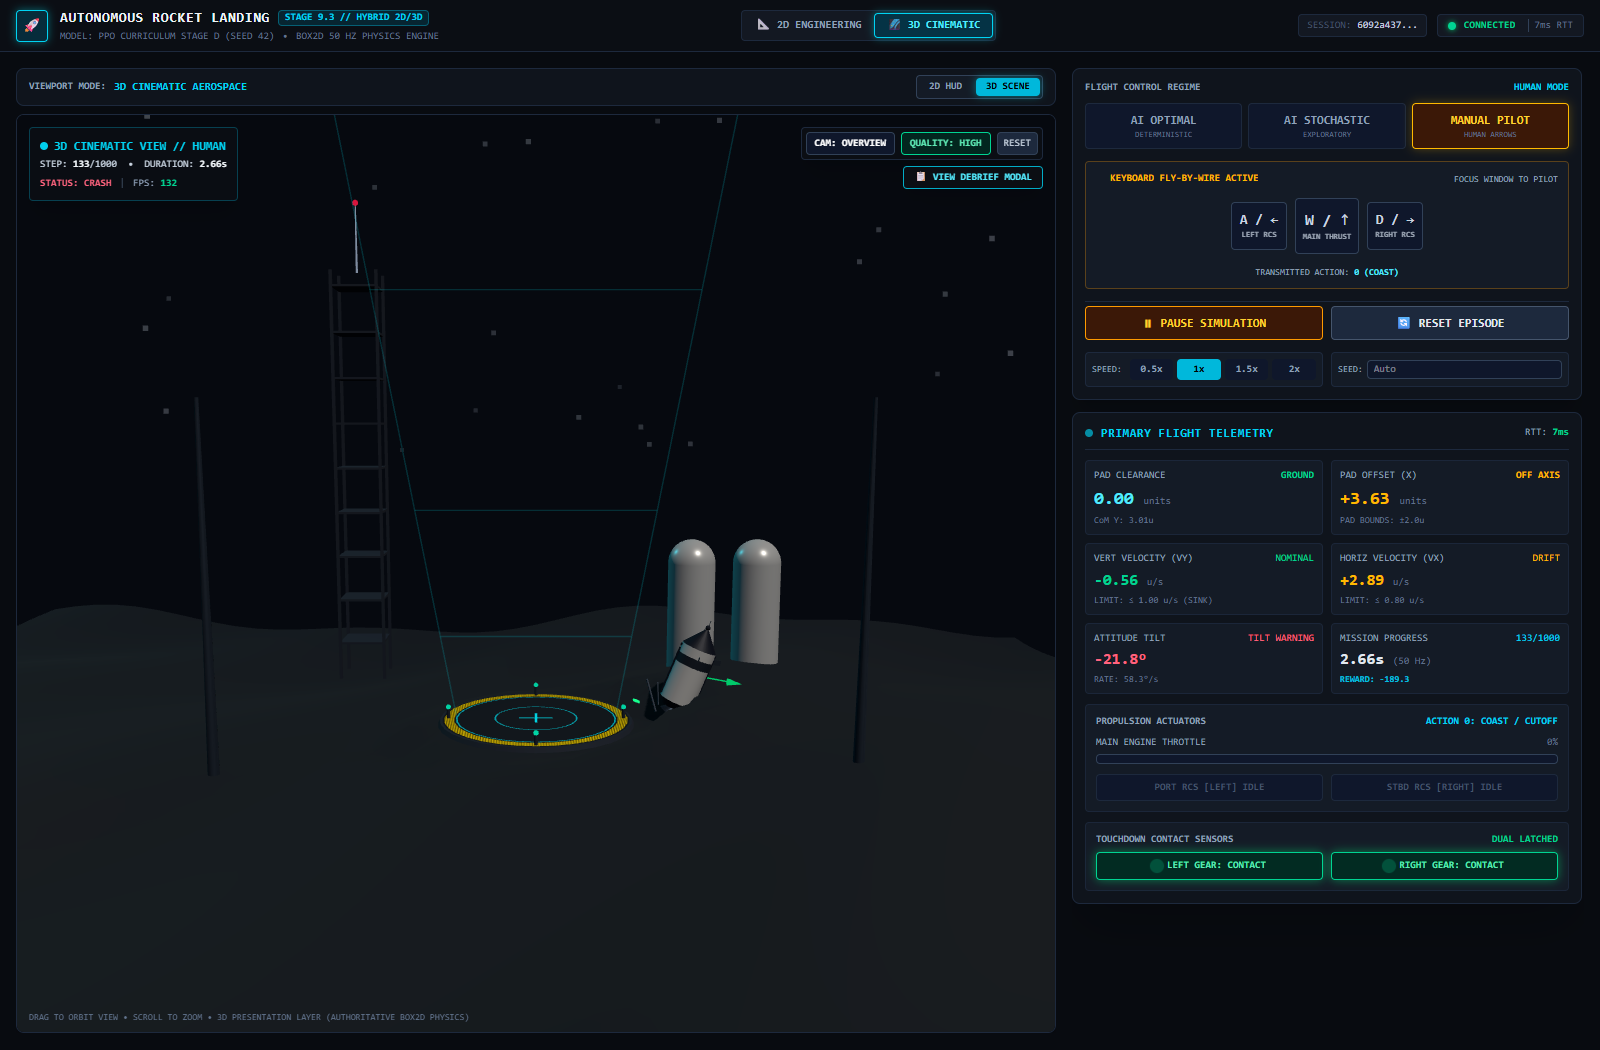 AUTONOMOUS ROCKET LANDING STAGE 9.3 // HYBRID 2D/3D
MODEL: PPO CURRICULUM STAGE D (SEED 42) • BOX2D 50 HZ PHYSICS ENGINE
2D ENGINEERING 3D CINEMATIC
SESSION: 6092a437... CONNECTED 7ms RTT
VIEWPORT MODE: 3D CINEMATIC AEROSPACE 2D HUD 3D SCENE
3D CINEMATIC VIEW // HUMAN
STEP: 133/1000 • DURATION: 2.66s
STATUS: CRASH | FPS: 132
CAM: OVERVIEW QUALITY: HIGH RESET
VIEW DEBRIEF MODAL
DRAG TO ORBIT VIEW • SCROLL TO ZOOM • 3D PRESENTATION LAYER (AUTHORITATIVE BOX2D PHYSICS)
FLIGHT CONTROL REGIME HUMAN MODE
AI OPTIMAL
DETERMINISTIC
AI STOCHASTIC
EXPLORATORY
MANUAL PILOT
HUMAN ARROWS
KEYBOARD FLY-BY-WIRE ACTIVE FOCUS WINDOW TO PILOT
A / ←
LEFT RCS
W / ↑
MAIN THRUST
D / →
RIGHT RCS
TRANSMITTED ACTION: 0 (COAST)
PAUSE SIMULATION RESET EPISODE
SPEED: 0.5x 1x 1.5x 2x SEED: Auto
PRIMARY FLIGHT TELEMETRY RTT: 7ms
PAD CLEARANCE GROUND
0.00 units
CoM Y: 3.01u
PAD OFFSET (X) OFF AXIS
+3.63 units
PAD BOUNDS: ±2.0u
VERT VELOCITY (VY) NOMINAL
-0.56 u/s
LIMIT: ≤ 1.00 u/s (SINK)
HORIZ VELOCITY (VX) DRIFT
+2.89 u/s
LIMIT: ≤ 0.80 u/s
ATTITUDE TILT TILT WARNING
-21.8°
RATE: 58.3°/s
MISSION PROGRESS 133/1000
2.66s (50 Hz)
REWARD: -189.3
PROPULSION ACTUATORS ACTION 0: COAST / CUTOFF
MAIN ENGINE THROTTLE 0%
PORT RCS [LEFT] IDLE STBD RCS [RIGHT] IDLE
TOUCHDOWN CONTACT SENSORS DUAL LATCHED
LEFT GEAR: CONTACT RIGHT GEAR: CONTACT